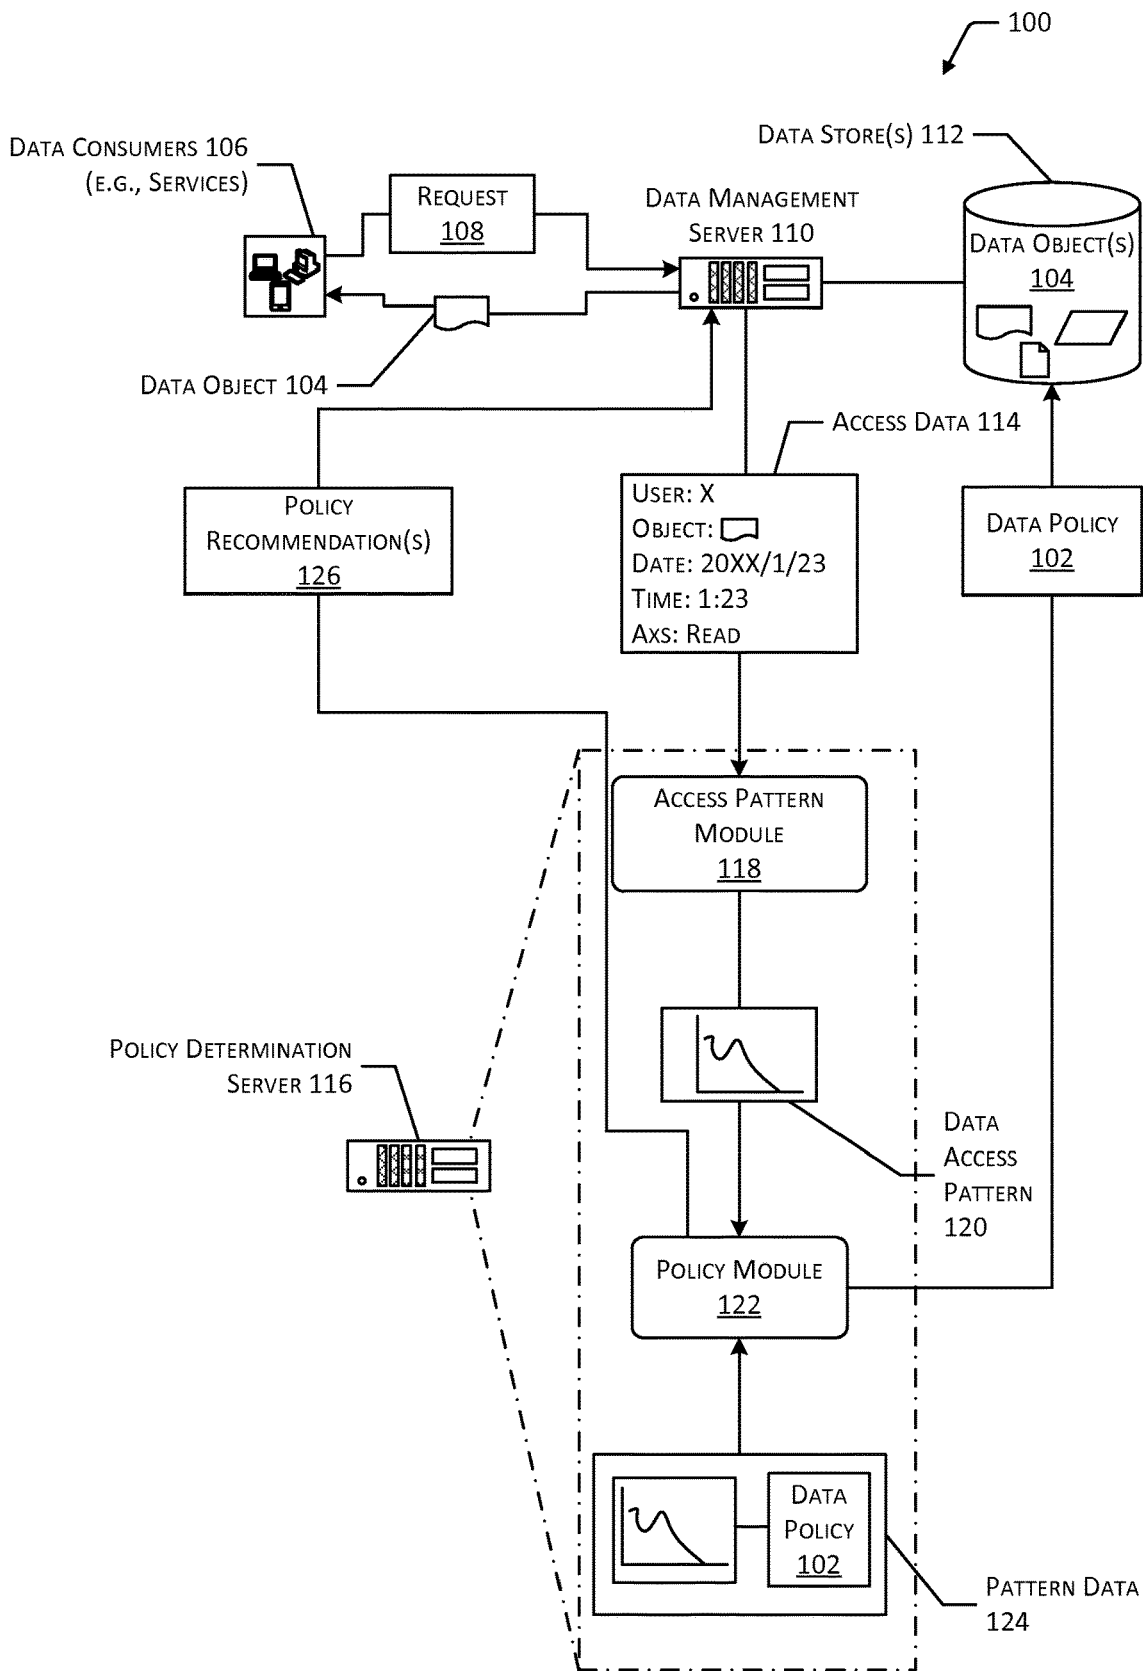 100
DATA STORE(S) 112
DATA CONSUMERS 106
(E.G., SERVICES)
REQUEST
108
DATA MANAGEMENT
SERVER 110
DATA OBJECT(S)
104
DATA OBJECT 104
ACCESS DATA 114
USER: X
OBJECT:
DATE: 20XX/1/23
TIME: 1:23
AXS: READ
POLICY
RECOMMENDATION(S)
126
DATA POLICY
102
ACCESS PATTERN
MODULE
118
POLICY DETERMINATION
SERVER 116
DATA
ACCESS
PATTERN
120
POLICY MODULE
122
DATA
POLICY
102
PATTERN DATA
124